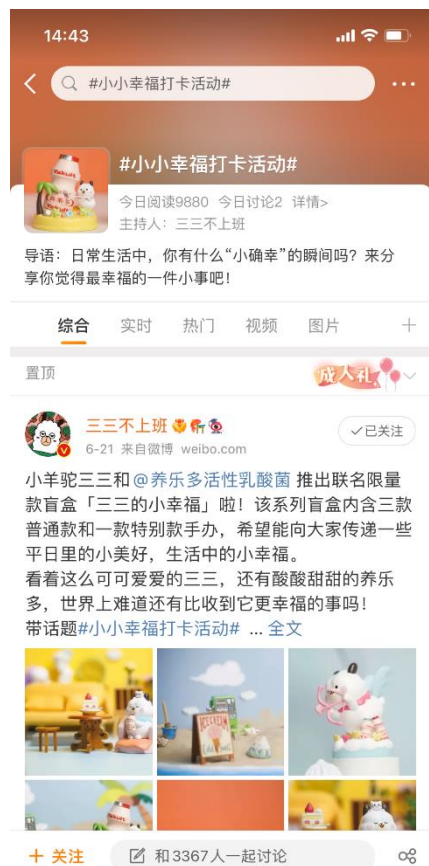 14:43
#小小幸福打卡活动#
#小小幸福打卡活动#
今日阅读9880 今日讨论2 详情>
主持人：三三不上班
导语：日常生活中，你有什么“小确幸”的瞬间吗？来分
享你觉得最幸福的一件小事吧！
综合 实时 热门 视频 图片
置顶
成人礼
三三不上班
6-21 来自微博 weibo.com
已关注
小羊驼三三和@养乐多活性乳酸菌 推出联名限量
款盲盒「三三的小幸福」啦！该系列盲盒内含三款
普通款和一款特别款手办，希望能向大家传递一些
平日里的小美好，生活中的小幸福。
看着这么可可爱爱的三三，还有酸酸甜甜的养乐
多，世界上难道还有比收到它更幸福的事吗！
带话题#小小幸福打卡活动# ... 全文
ICECREAM
关注
和3367人一起讨论